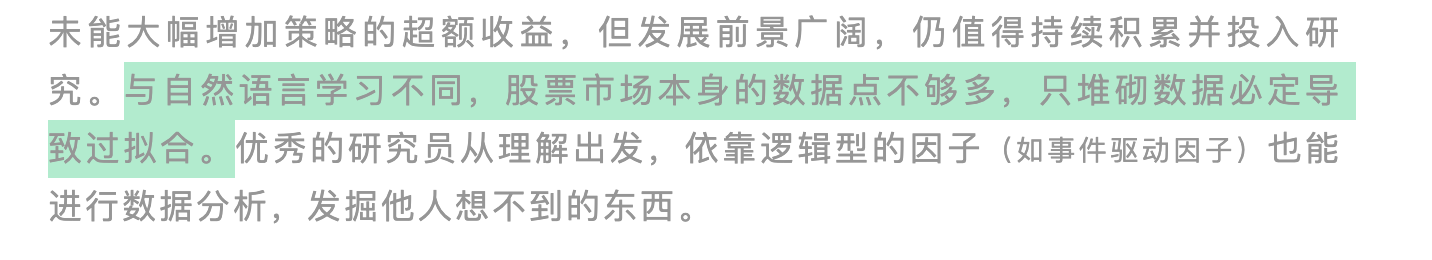 未能大幅增加策略的超额收益，但发展前景广阔，仍值得持续积累并投入研
究。与自然语言学习不同，股票市场本身的数据点不够多，只堆砌数据必定导
致过拟合。优秀的研究员从理解出发，依靠逻辑型的因子（如事件驱动因子）也能
进行数据分析，发掘他人想不到的东西。